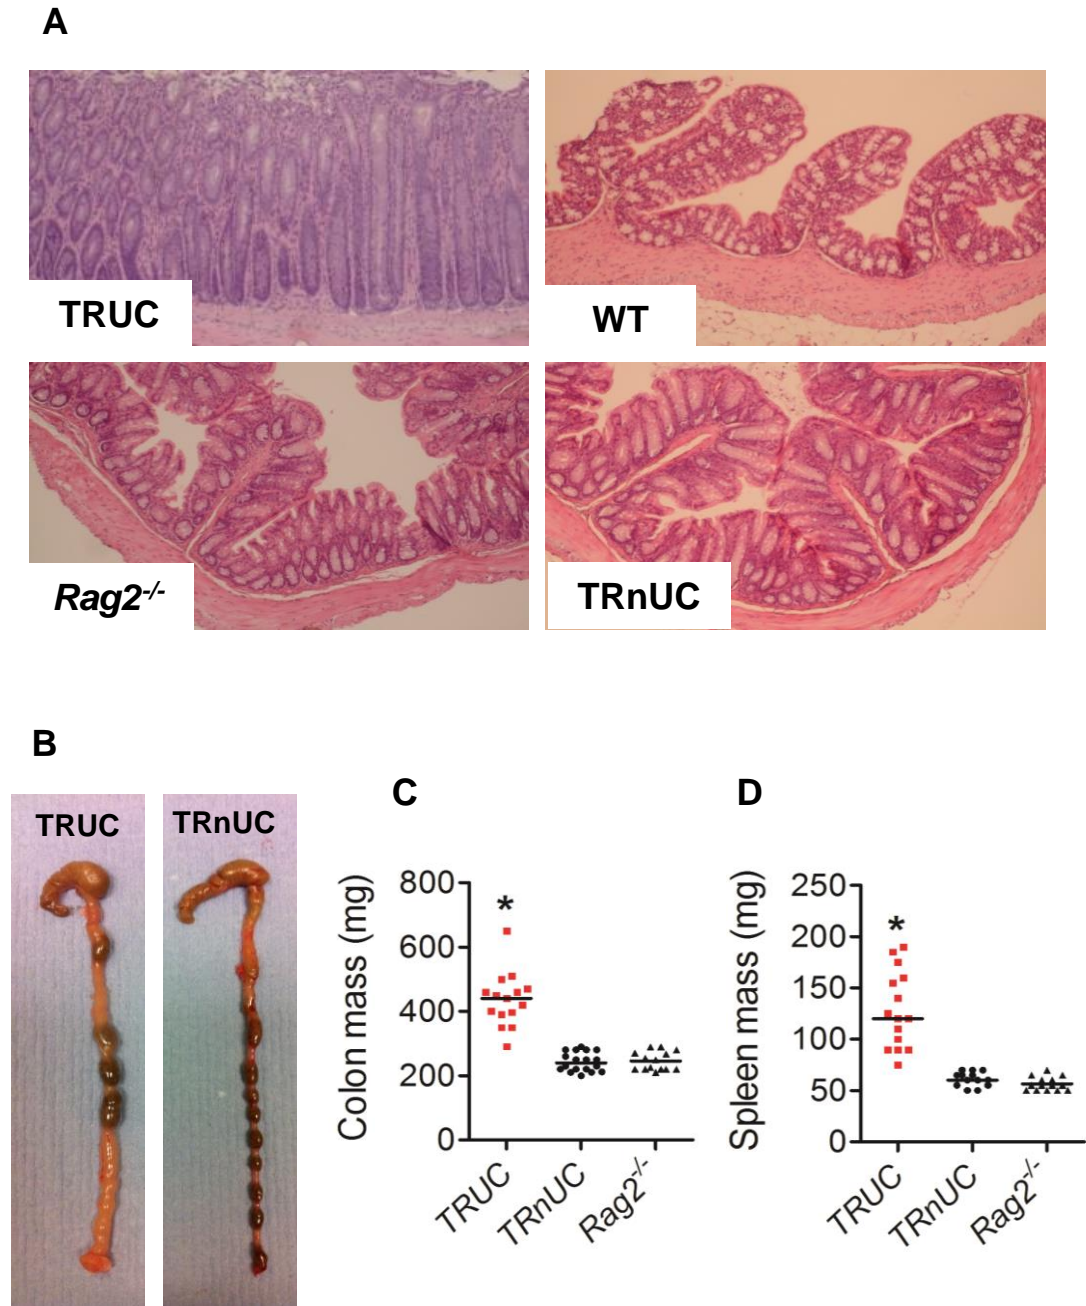 A
TRUC
WT
Rag2-/-
TRnUC
B
TRUC
TRnUC
C
Colon mass (mg)
800
600
400
200
0
*
TRUC
TRnUC
Rag2-/-
D
Spleen mass (mg)
250
200
150
100
50
0
*
TRUC
TRnUC
Rag2-/-